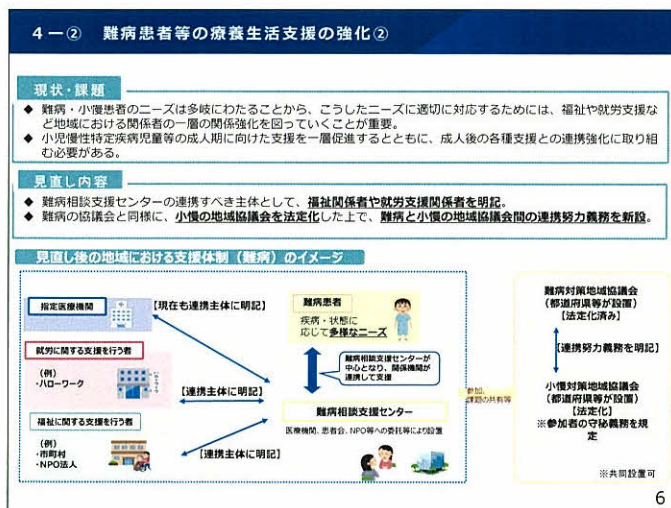 4－② 難病患者等の療養生活支援の強化②
現状・課題
◆ 難病・小慢患者のニーズは多岐にわたることから、こうしたニーズに適切に対応するためには、福祉や就労支援な
ど地域における関係者の一層の関係強化を図っていくことが重要。
◆ 小児慢性特定疾病児童等の成人期に向けた支援を一層促進するとともに、成人後の各種支援との連携強化に取り組
む必要がある。
見直し内容
◆ 難病相談支援センターの連携すべき主体として、福祉関係者や就労支援関係者を明記。
◆ 難病の協議会と同様に、小慢の地域協議会を法定化した上で、難病と小慢の地域協議会間の連携努力義務を新設。
見直し後の地域における支援体制（難病）のイメージ
指定医療機関
【現在も連携主体に明記】
難病患者
疾病・状態に
応じて多様なニーズ
就労に関する支援を行う者
（例）
・ハローワーク
【連携主体に明記】
難病相談支援センターが
中心となり、関係機関が
連携して支援
福祉に関する支援を行う者
（例）
・市町村
・NPO法人
【連携主体に明記】
難病相談支援センター
医療機関、患者会、NPO等への委託等により設置
参加、
課題の共有等
難病対策地域協議会
（都道府県等が設置）
【法定化済み】
【連携努力義務を明記】
小慢対策地域協議会
（都道府県等が設置）
【法定化】
※参加者の守秘義務を規
定
※共同設置可
6